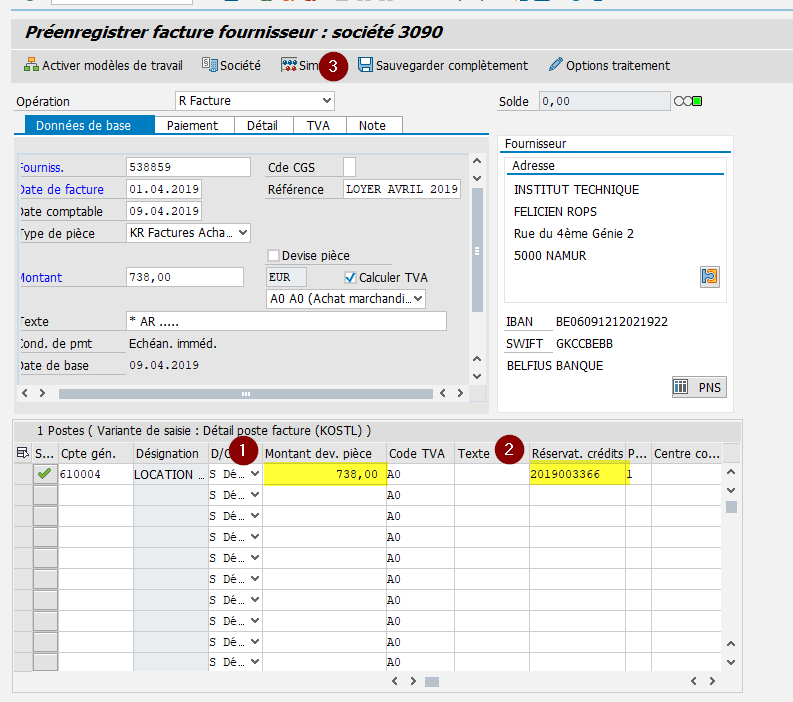 Préenregistrer facture fournisseur : société 3090
Activer modèles de travail Société Sim 3 Sauvegarder complètement Options traitement
Opération R Facture
Solde 0,00
Données de base Paiement Détail TVA Note
Fourniss. 538859 Cde CGS
Date de facture 01.04.2019 Référence LOYER AVRIL 2019
Date comptable 09.04.2019
Type de pièce KR Factures Acha...
Devise pièce
Montant 738,00 EUR Calculer TVA
A0 A0 (Achat marchandi...
Texte * AR .....
Cond. de pmt Echéan. imméd.
Date de base 09.04.2019
Fournisseur
Adresse
INSTITUT TECHNIQUE
FELICIEN ROPS
Rue du 4ème Génie 2
5000 NAMUR
IBAN BE06091212021922
SWIFT GKCCBEBB
BELFIUS BANQUE
PNS
1 Postes ( Variante de saisie : Détail poste facture (KOSTL) )
S... Cpte gén. Désignation D/C 1 Montant dev. pièce Code TVA Texte 2 Réservat. crédits P... Centre co...
610004 LOCATION ... S Dé... 738,00 A0 2019003366 1
S Dé... A0
S Dé... A0
S Dé... A0
S Dé... A0
S Dé... A0
S Dé... A0
S Dé... A0
S Dé... A0
S Dé... A0